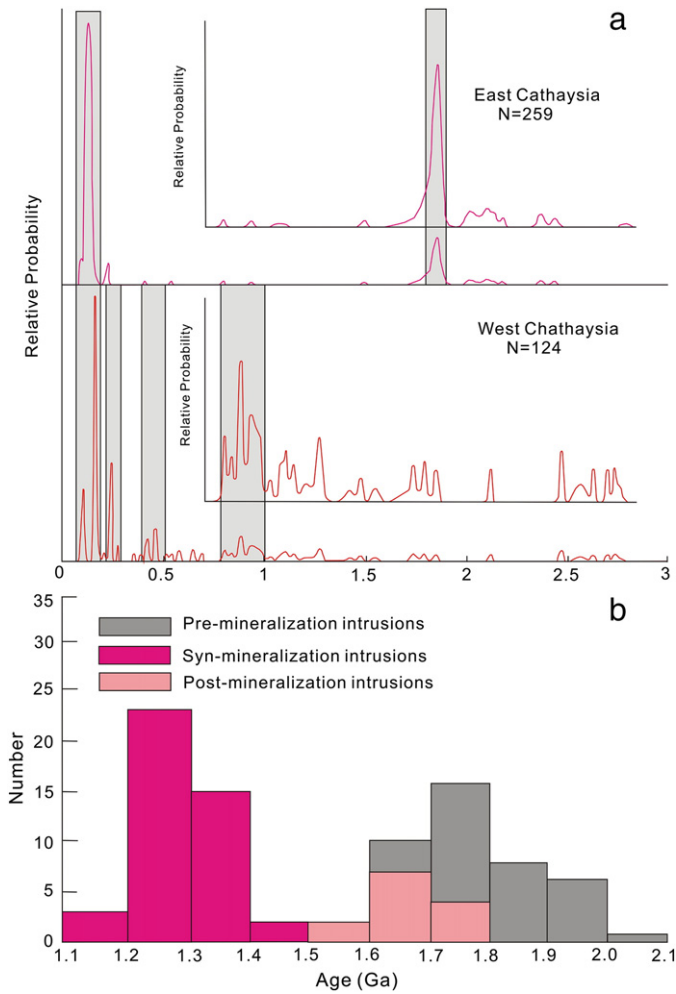 a
Relative Probability
Relative Probability
East Cathaysia
N=259
Relative Probability
West Chathaysia
N=124
0 0.5 1 1.5 2 2.5 3
b
35
30
25
20
15
10
5
0
Number
Pre-mineralization intrusions
Syn-mineralization intrusions
Post-mineralization intrusions
1.1 1.2 1.3 1.4 1.5 1.6 1.7 1.8 1.9 2.0 2.1
Age (Ga)